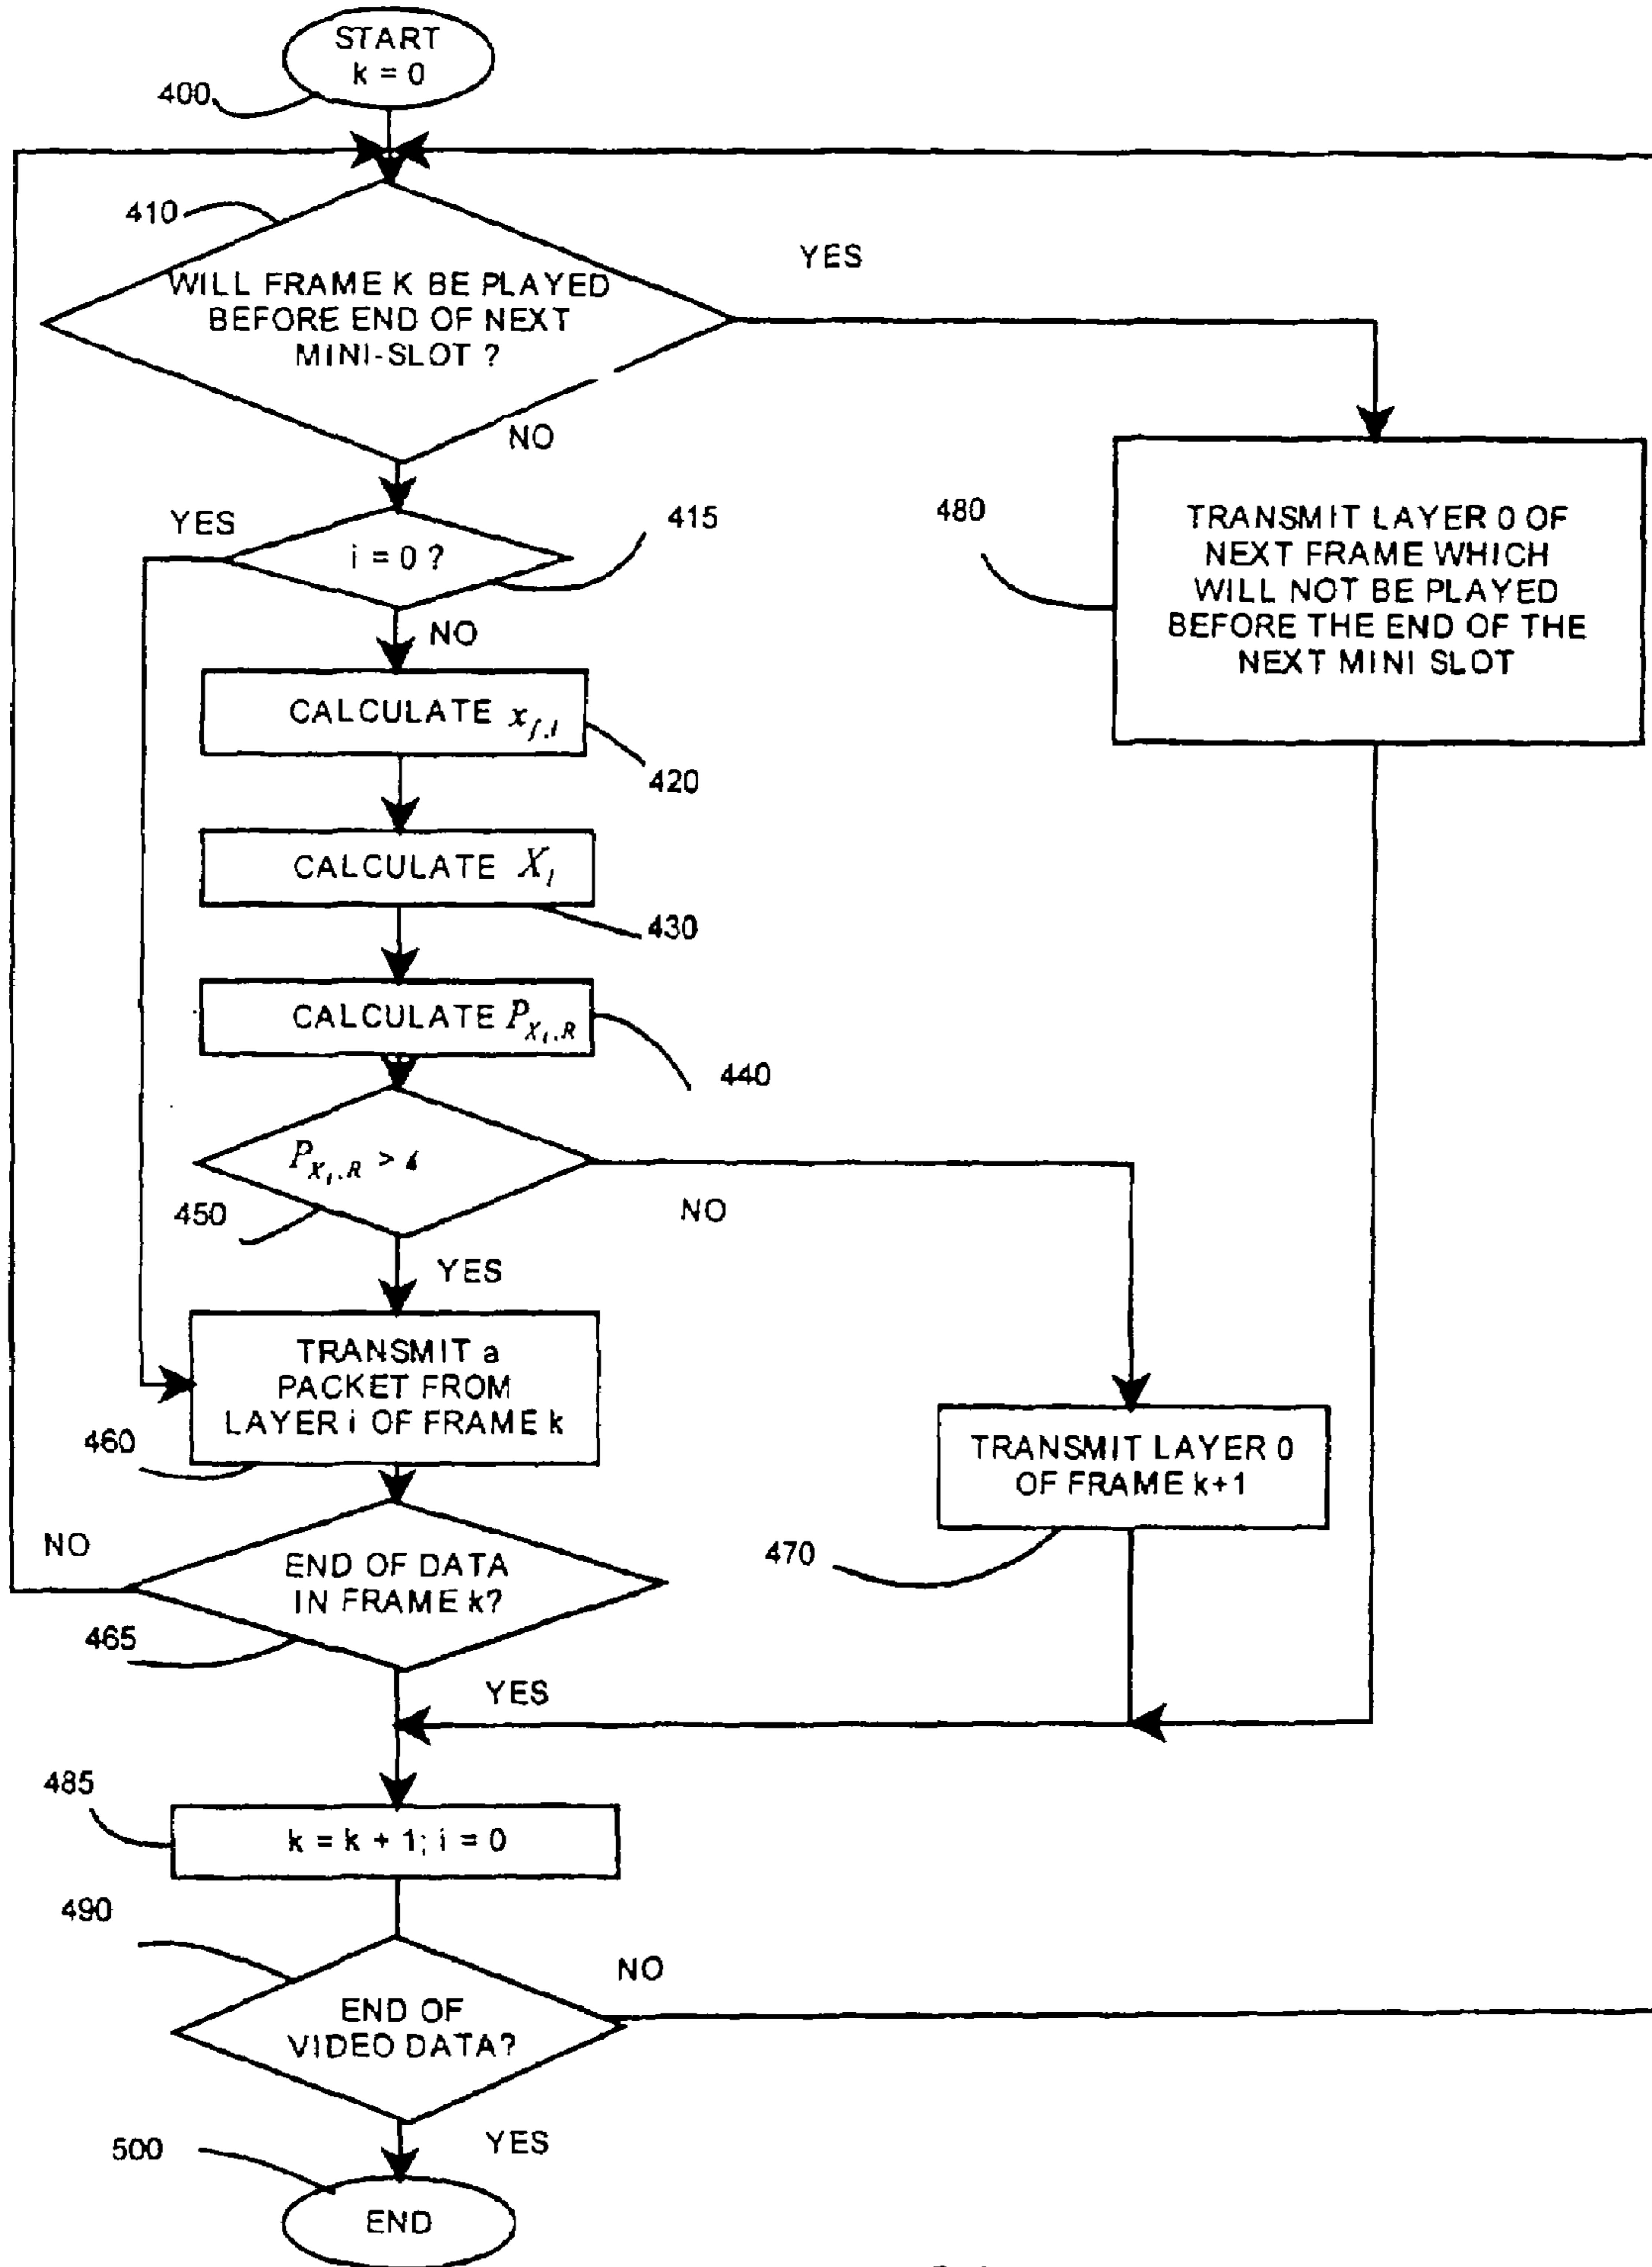 START
k = 0
400
410
WILL FRAME K BE PLAYED
BEFORE END OF NEXT
MINI-SLOT ?
YES
NO
YES
i = 0 ?
415
NO
480
TRANSMIT LAYER 0 OF
NEXT FRAME WHICH
WILL NOT BE PLAYED
BEFORE THE END OF THE
NEXT MINI SLOT
CALCULATE
420
CALCULATE
430
CALCULATE
440
>
450
NO
YES
TRANSMIT a
PACKET FROM
LAYER i OF FRAME k
460
TRANSMIT LAYER 0
OF FRAME k+1
470
NO
END OF DATA
IN FRAME k?
465
YES
485
k = k + 1; i = 0
490
NO
END OF
VIDEO DATA?
YES
500
END